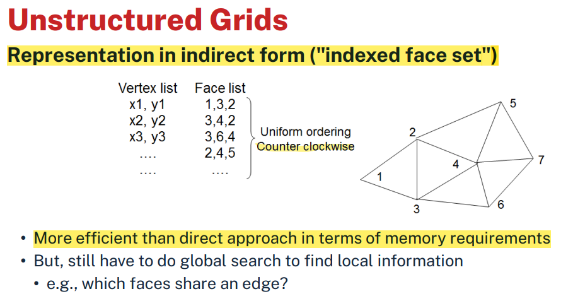 Unstructured Grids
Representation in indirect form ("indexed face set")
Vertex list Face list
x1, y1 1,3,2
x2, y2 3,4,2
x3, y3 3,6,4
.... 2,4,5
.... ....
Uniform ordering
Counter clockwise
1
2
3
4
5
6
7
• More efficient than direct approach in terms of memory requirements
• But, still have to do global search to find local information
• e.g., which faces share an edge?